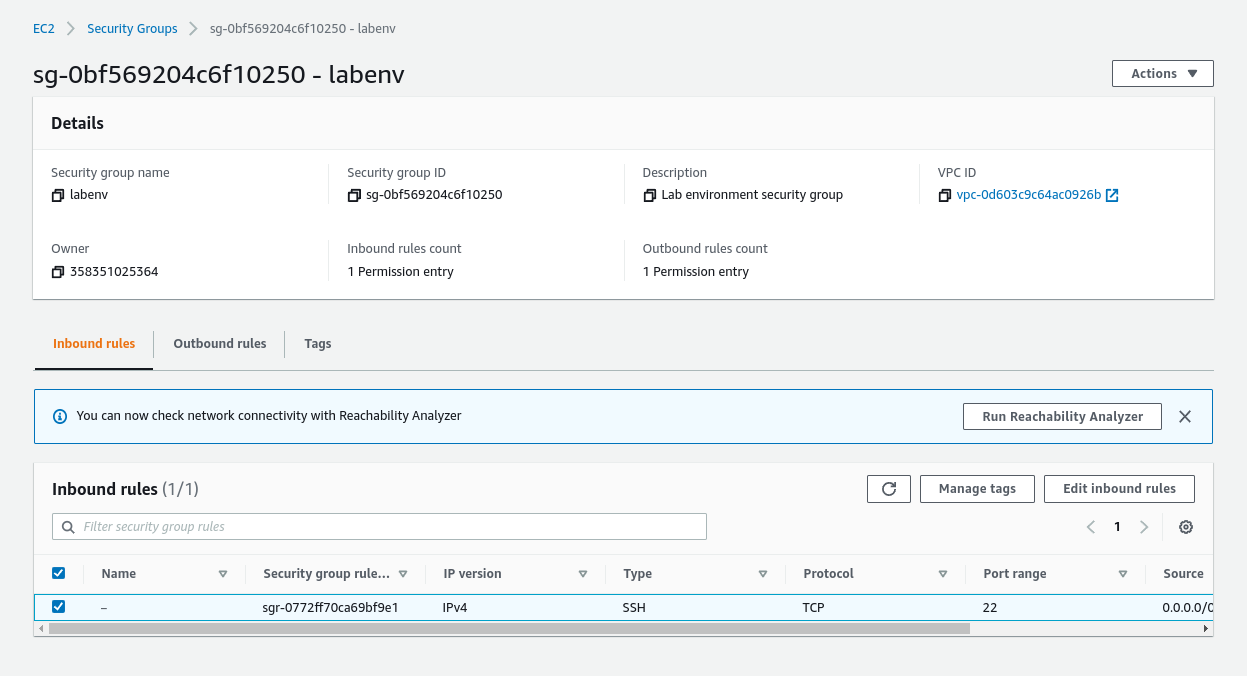 EC2 > Security Groups > sg-0bf569204c6f10250 - labenv
sg-0bf569204c6f10250 - labenv
Actions
Details
Security group name
labenv
Security group ID
sg-0bf569204c6f10250
Description
Lab environment security group
VPC ID
vpc-0d603c9c64ac0926b
Owner
358351025364
Inbound rules count
1 Permission entry
Outbound rules count
1 Permission entry
Inbound rules
Outbound rules
Tags
You can now check network connectivity with Reachability Analyzer
Run Reachability Analyzer
Inbound rules (1/1)
Manage tags
Edit inbound rules
Filter security group rules
1
Name Security group rule... IP version Type Protocol Port range Source
– sgr-0772ff70ca69bf9e1 IPv4 SSH TCP 22 0.0.0.0/0